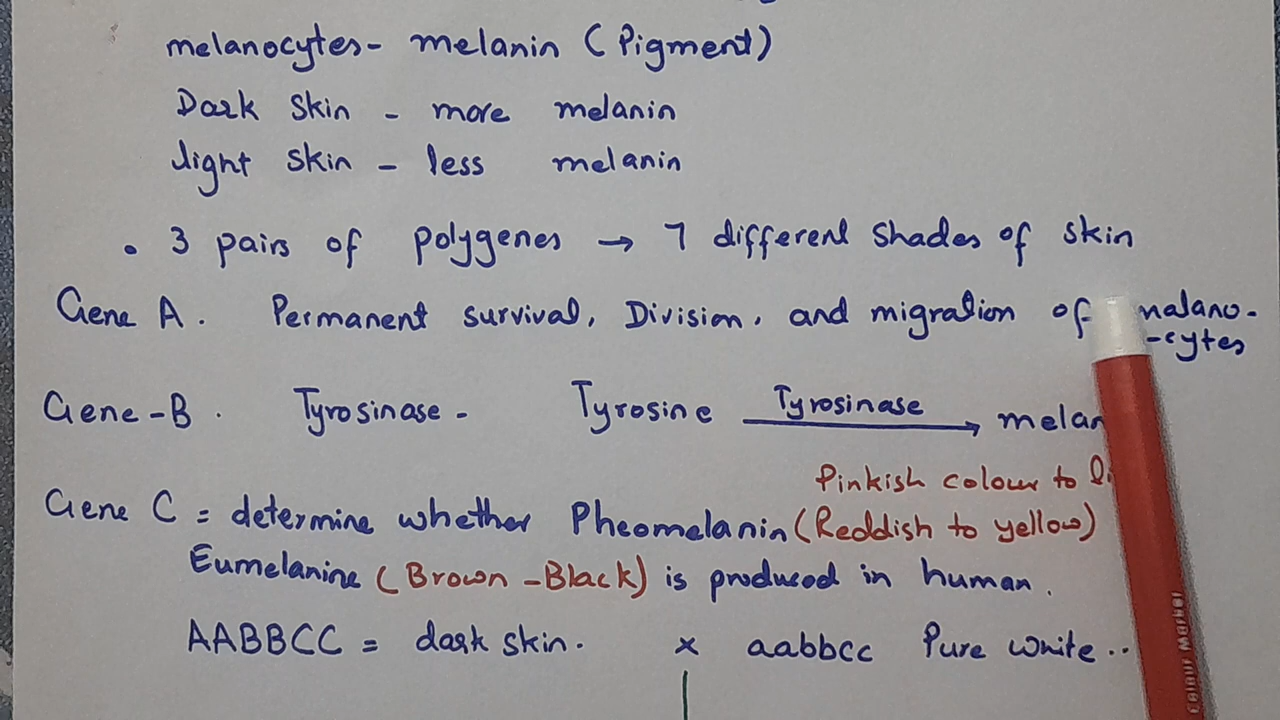 melanocytes- melanin (Pigment)
Dark skin - more melanin
light skin - less melanin
• 3 pairs of polygenes → 7 different shades of skin
Gene A. Permanent survival, Division, and migration of
-cytes
Gene-B. Tyrosinase - Tyrosine Tyrosinase →
Pinkish colour to
Gene C = determine whether Pheomelanin (Reddish to yellow)
Eumelanine (Brown-Black) is produced in human.
AABBCC = dark skin. x aabbcc Pure white..
Colour Marker